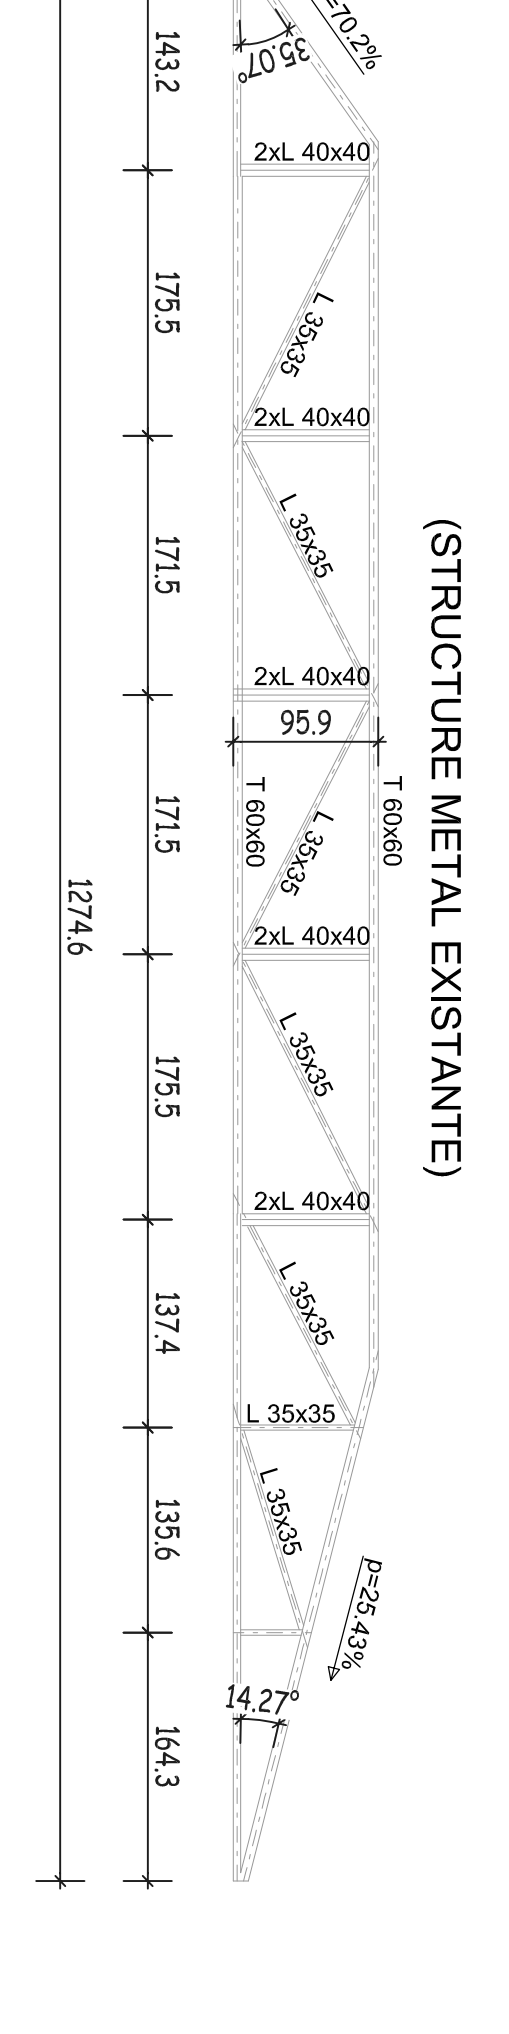 143.2
35.07°
=70.2%
2xL 40x40
175.5
L 35x35
2xL 40x40
171.5
L 35x35
(STRUCTURE METAL EXISTANTE)
2xL 40x40
95.9
T 60x60
T 60x60
171.5
L 35x35
1274.6
2xL 40x40
175.5
L 35x35
2xL 40x40
137.4
L 35x35
L 35x35
135.6
L 35x35
p=25.43%
14.27°
164.3